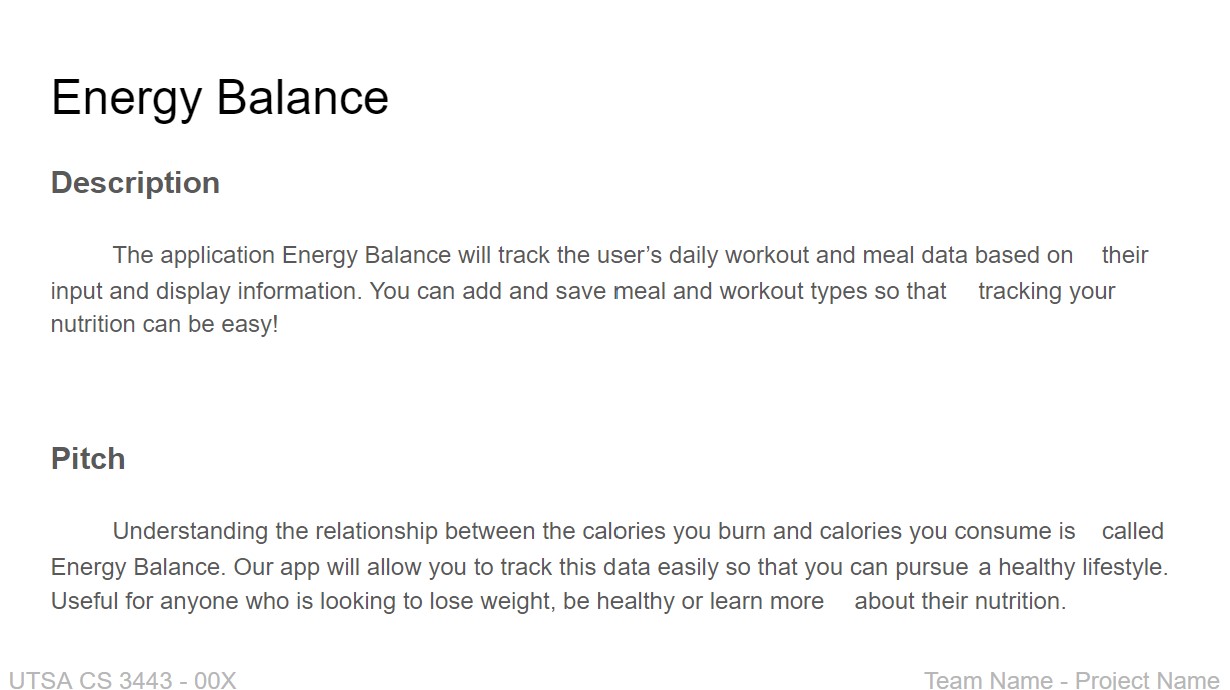 Energy Balance
Description
The application Energy Balance will track the user’s daily workout and meal data based on their
input and display information. You can add and save meal and workout types so that tracking your
nutrition can be easy!
Pitch
Understanding the relationship between the calories you burn and calories you consume is called
Energy Balance. Our app will allow you to track this data easily so that you can pursue a healthy lifestyle.
Useful for anyone who is looking to lose weight, be healthy or learn more about their nutrition.
UTSA CS 3443 - 00X
Team Name - Project Name